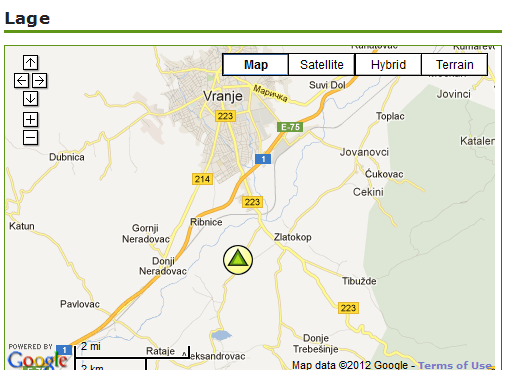 Lage
Map
Satellite
Hybrid
Terrain
Suvi Dol
Jovinci
Vranje
Маричка
223
Toplac
E-75
Katalen
Jovanovci
Dubnica
1
Ćukovac
214
Cekini
223
Katun
Ribnice
Gornji
Neradovac
Zlatokop
Donji
Neradovac
Tibužde
Pavlovac
223
Donje
Trebešinje
POWERED BY
Google
1
2 mi
2 km
Rataje
Aleksandrovac
Map data ©2012 Google - Terms of Use